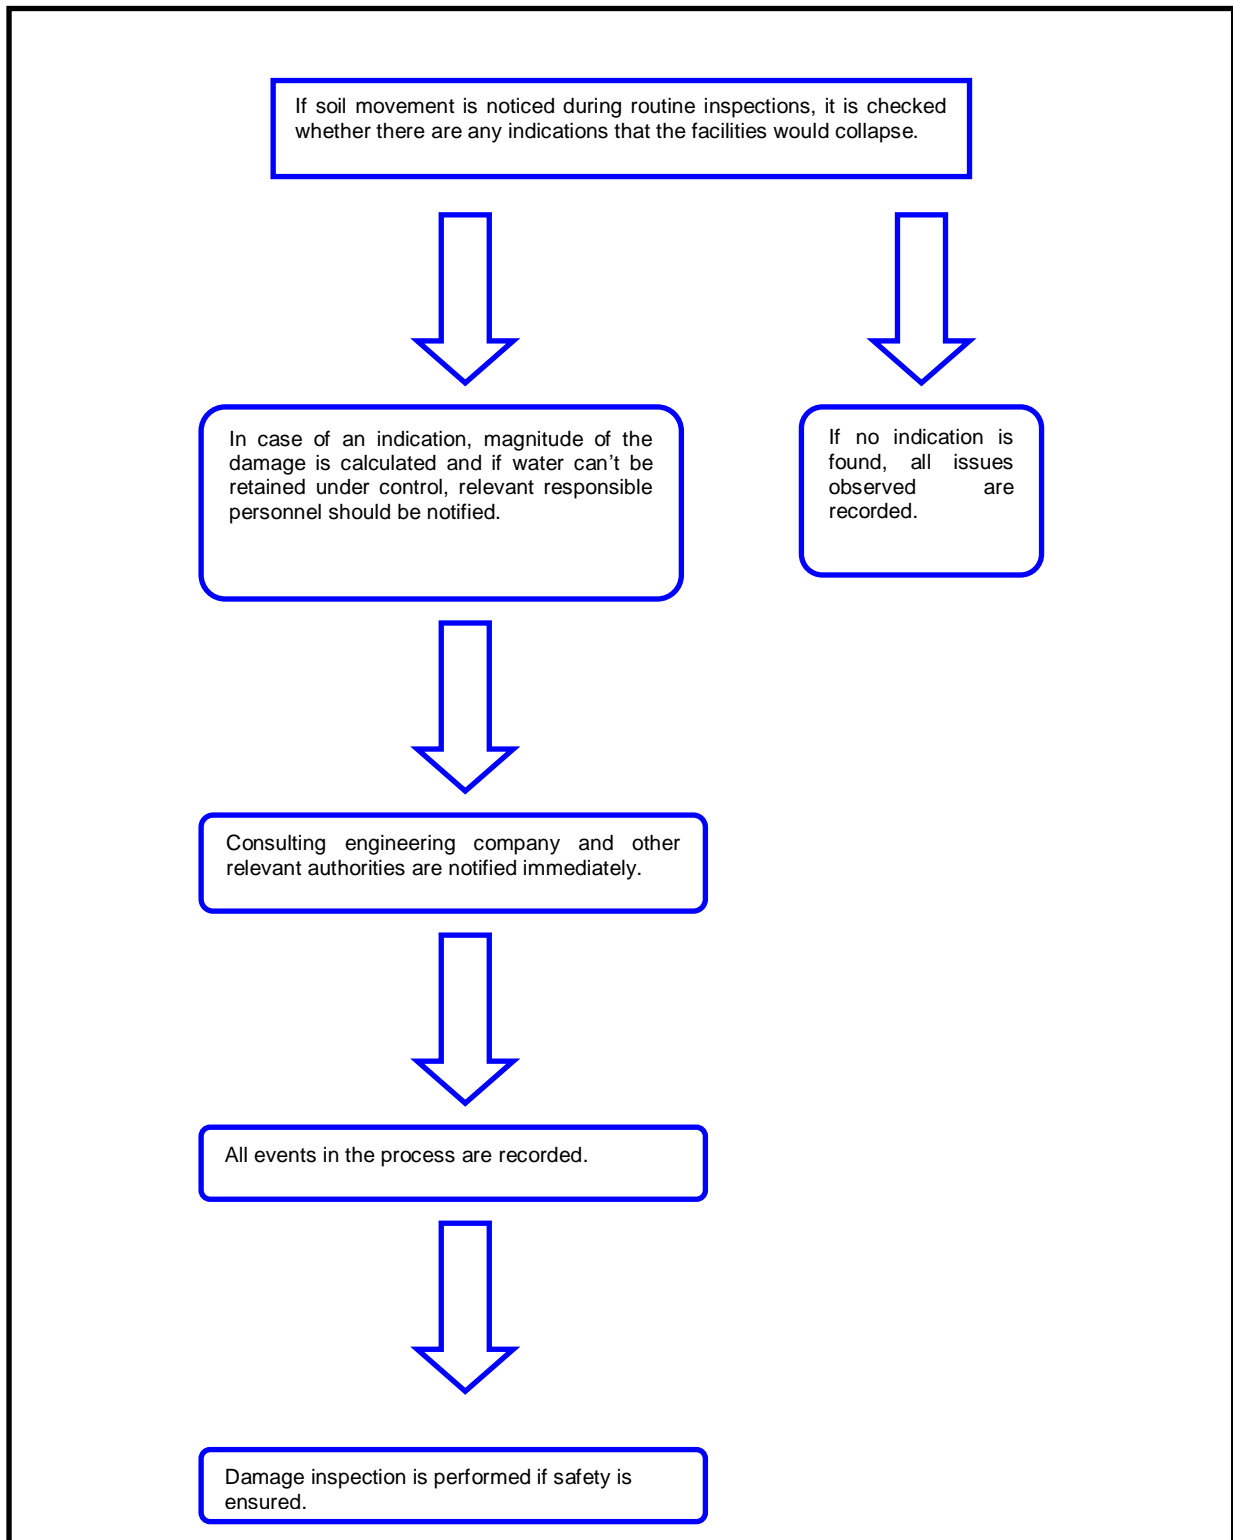 If soil movement is noticed during routine inspections, it is checked
whether there are any indications that the facilities would collapse.
In case of an indication, magnitude of the
damage is calculated and if water can't be
retained under control, relevant responsible
personnel should be notified.
If no indication is
found, all issues
observed are
recorded.
Consulting engineering company and other
relevant authorities are notified immediately.
All events in the process are recorded.
Damage inspection is performed if safety is
ensured.